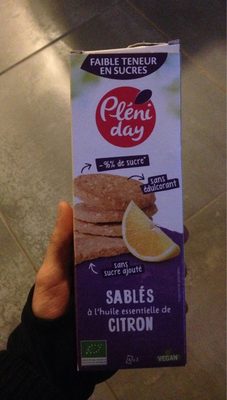 FAIBLE TENEUR
EN SUCRES
Pléni
day
-96% de sucre*
sans
édulcorant
sans
sucre ajouté
SABLÉS
à l'huile essentielle de
CITRON
VEGAN